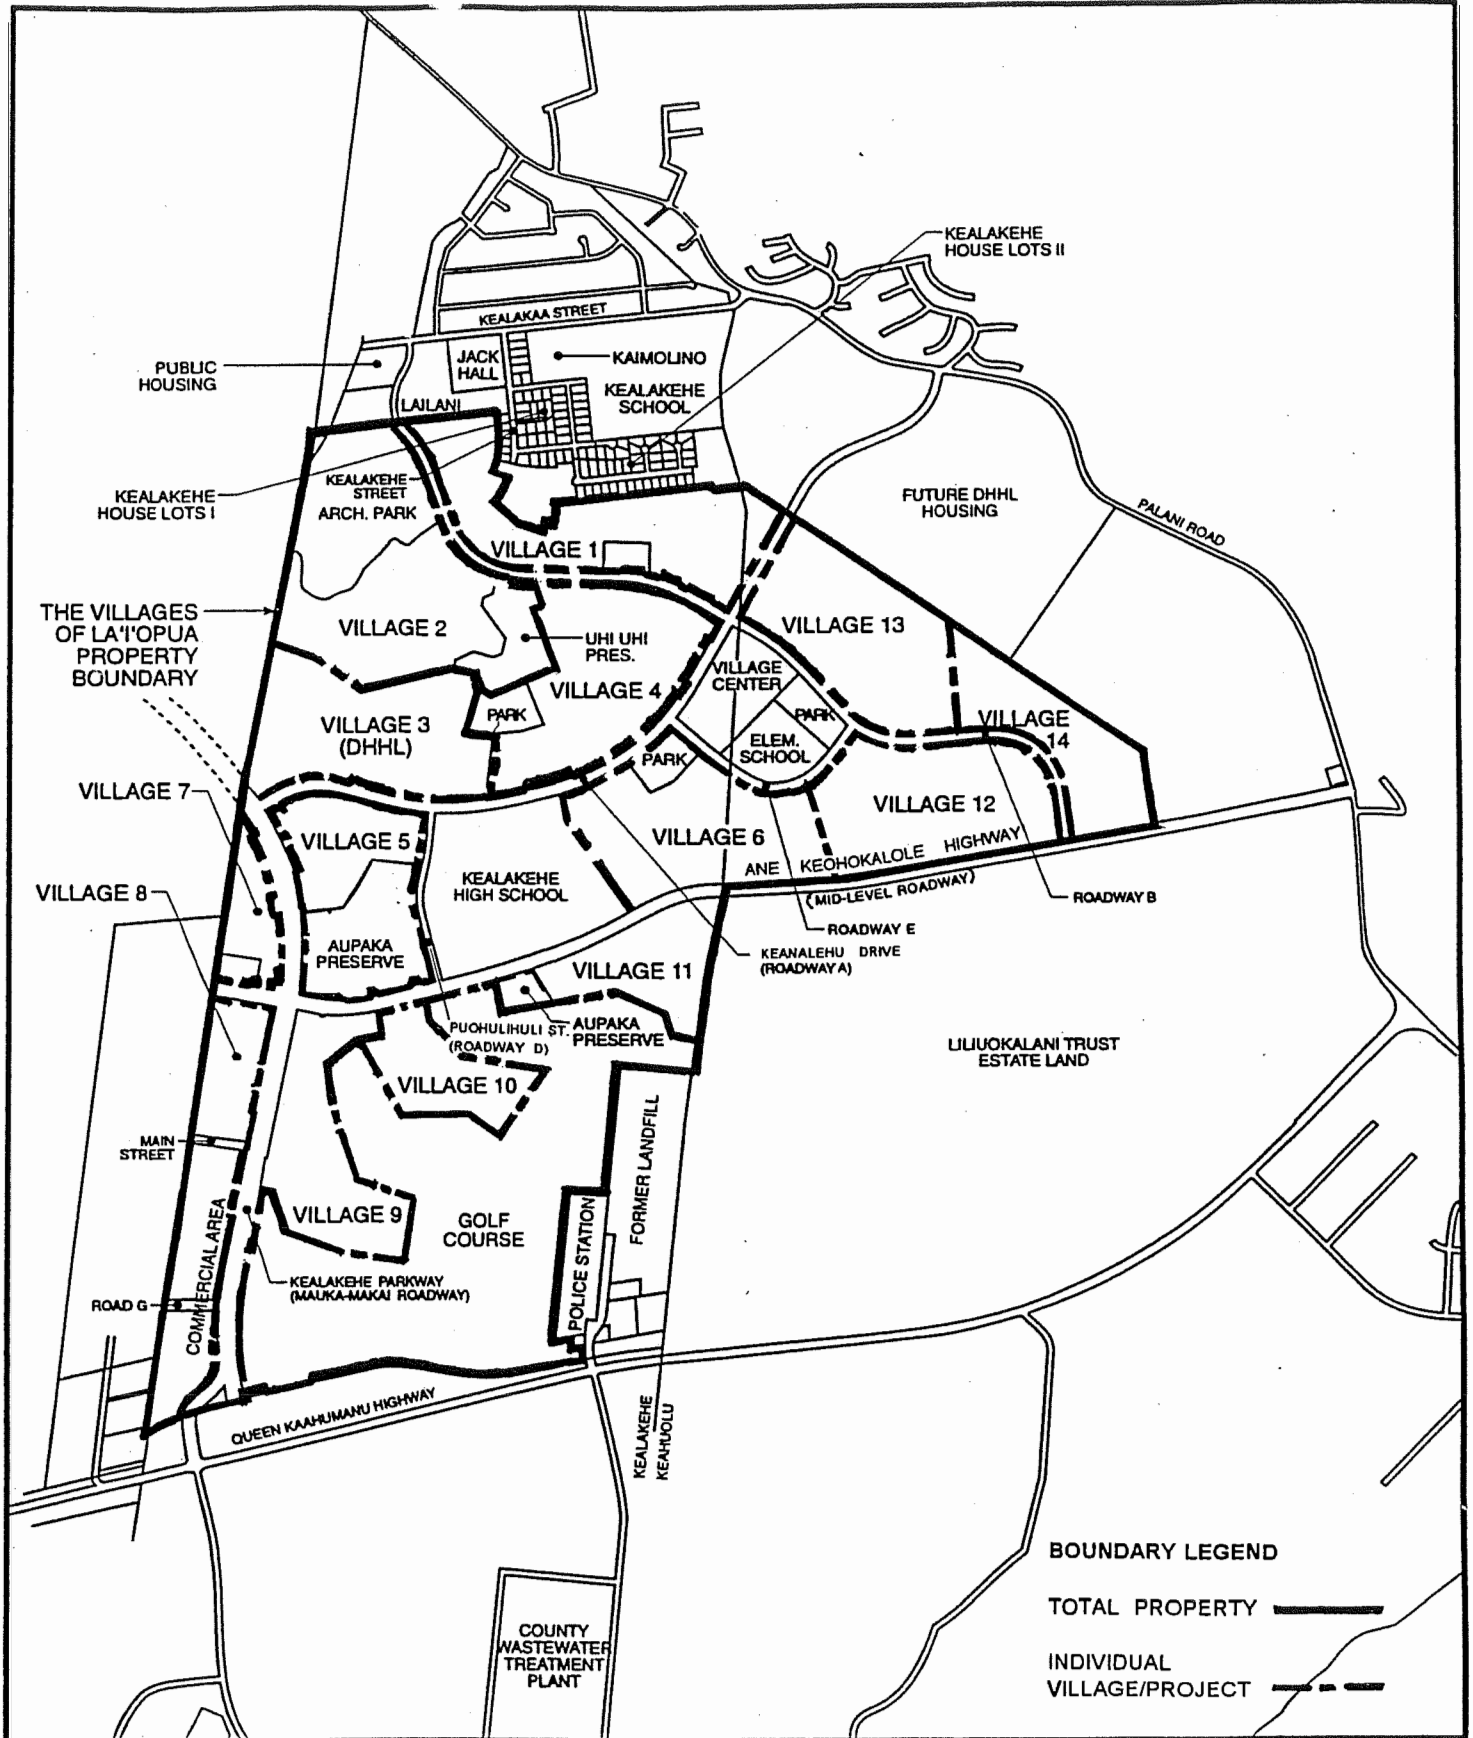 KEALAKEHE
HOUSE LOTS II
KEALAKAA STREET
PUBLIC
HOUSING
JACK
HALL
KAIMOLINO
KEALAKEHE
SCHOOL
LAILANI
KEALAKEHE
STREET
KEALAKEHE
HOUSE LOTS I
ARCH. PARK
FUTURE DHHL
HOUSING
PALANI ROAD
VILLAGE 1
THE VILLAGES
OF LA'I'OPUA
PROPERTY
BOUNDARY
VILLAGE 2
UHI UHI
PRES.
VILLAGE 13
VILLAGE
CENTER
VILLAGE 4
PARK
PARK
VILLAGE 3
(DHHL)
VILLAGE
14
ELEM.
SCHOOL
PARK
VILLAGE 7
VILLAGE 12
VILLAGE 5
VILLAGE 6
ANE KEOHOKALOLE HIGHWAY
(MID-LEVEL ROADWAY)
KEALAKEHE
HIGH SCHOOL
VILLAGE 8
ROADWAY B
ROADWAY E
AUPAKA
PRESERVE
KEANALEHU DRIVE
(ROADWAY A)
VILLAGE 11
PUOHULIHULI ST.
(ROADWAY D)
AUPAKA
PRESERVE
LILIUOKALANI TRUST
ESTATE LAND
VILLAGE 10
MAIN
STREET
FORMER LANDFILL
VILLAGE 9
GOLF
COURSE
POLICE STATION
COMMERCIAL AREA
KEALAKEHE PARKWAY
(MAUKA-MAKAI ROADWAY)
ROAD G
QUEEN KAAHUMANU HIGHWAY
KEALAKEHE
KEAHUOLU
COUNTY
WASTEWATER
TREATMENT
PLANT
BOUNDARY LEGEND
TOTAL PROPERTY
INDIVIDUAL
VILLAGE/PROJECT